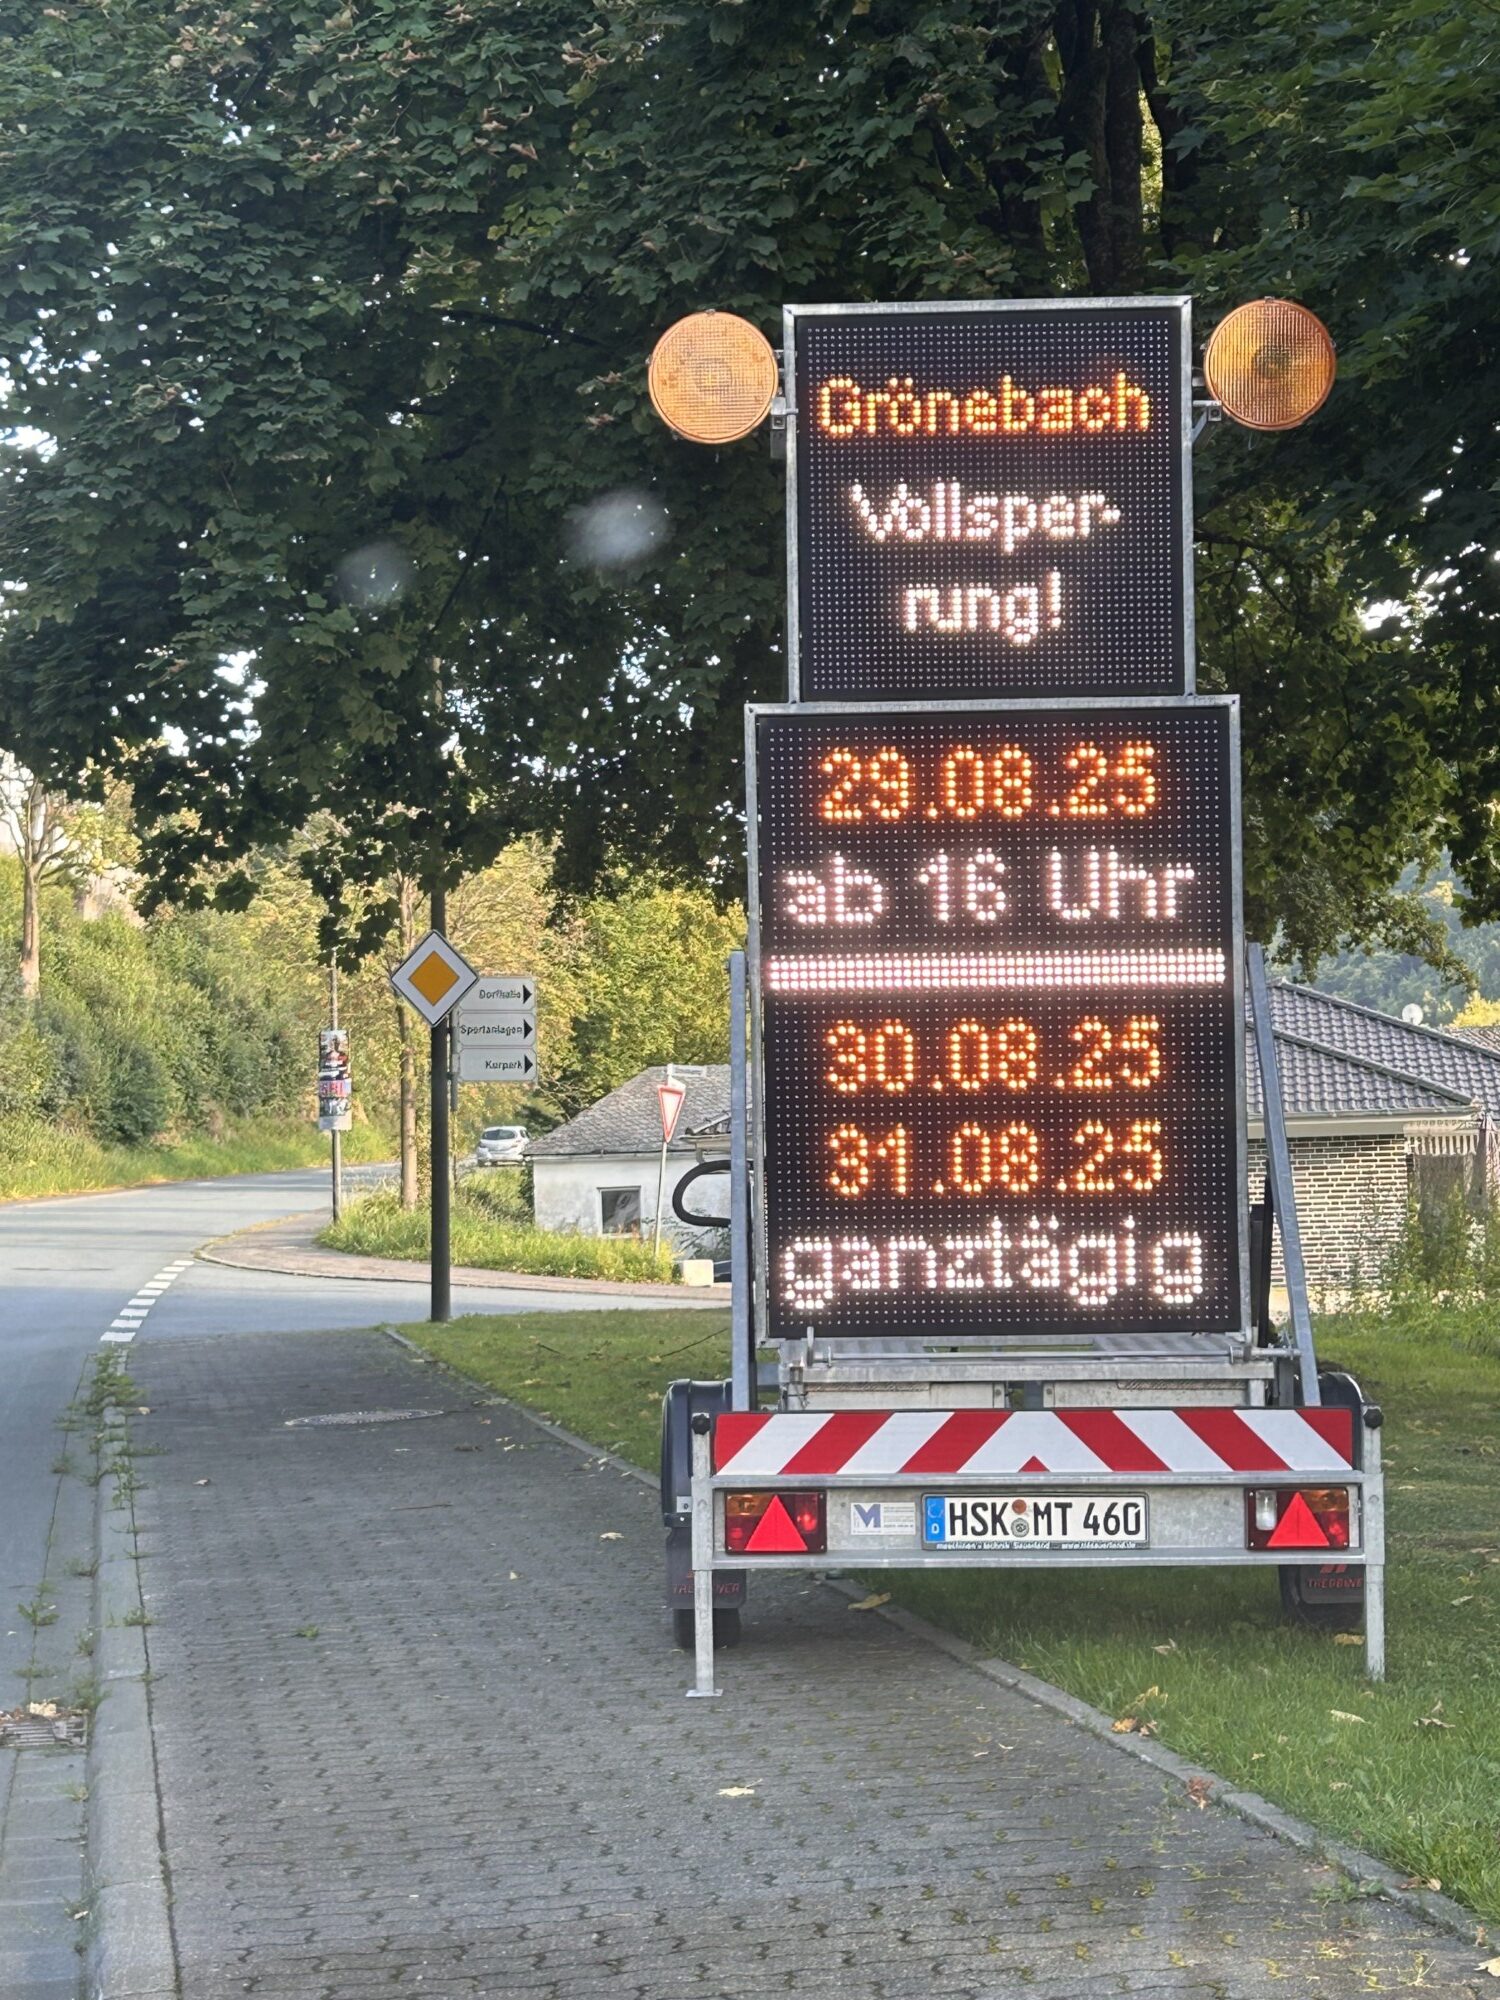 Grönebach
Vollsper-
rung!
29.08.25
ab 16 Uhr
30.08.25
31.08.25
ganztägig
Dorfhalle
Sportanlagen
Kurpark
M
D
HSK MT 460